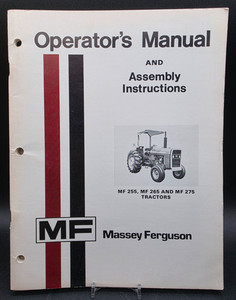 Operator's Manual
AND
Assembly
Instructions
MF 255, MF 265 AND MF 275
TRACTORS
MF
Massey Ferguson